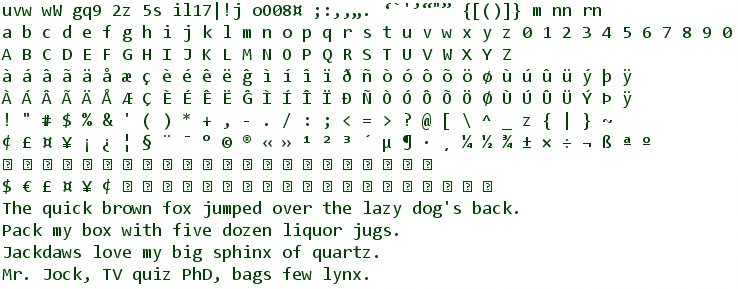 uvw wW gq9 2z 5s il17|!j oO08¤ ;:,‚„. ‘`'’“"” {[()]} m nn rn
a b c d e f g h i j k l m n o p q r s t u v w x y z 0 1 2 3 4 5 6 7 8 9 0
A B C D E F G H I J K L M N O P Q R S T U V W X Y Z
à á â ã ä å æ ç è é ê ë ĝ ì í î ï ð ñ ò ó ô õ ö ø ù ú û ü ý þ ÿ
À Á Â Ã Ä Å Æ Ç È É Ê Ë Ĝ Ì Í Î Ï Ð Ñ Ò Ó Ô Õ Ö Ø Ù Ú Û Ü Ý Þ ÿ
! " # $ % & ' ( ) * + , - . / : ; < = > ? @ [ \ ^ _ z { | } ~
¢ £ ¤ ¥ ¡ ¿ ¦ § ¨ ¯ º © ® « » ¹ ² ³ ´ µ ¶ · ¸ ¼ ½ ¾ ± × ÷ ¬ ß ª º
$ € £ ¤ ¥ ¢
The quick brown fox jumped over the lazy dog's back.
Pack my box with five dozen liquor jugs.
Jackdaws love my big sphinx of quartz.
Mr. Jock, TV quiz PhD, bags few lynx.